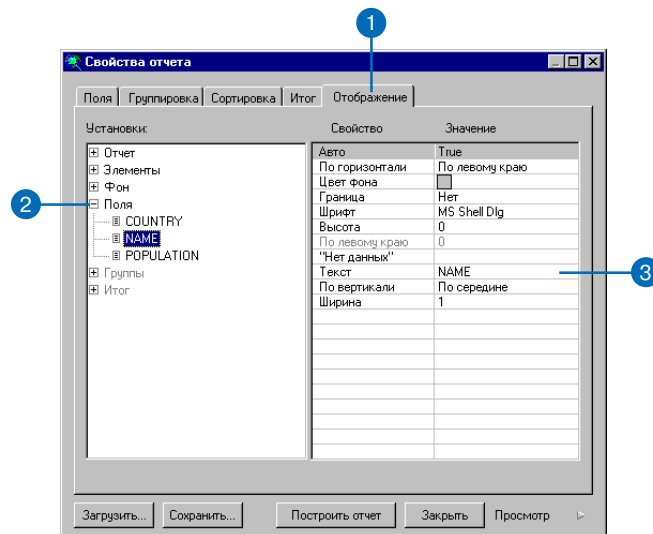 1
Свойства отчета
Поля Группировка Сортировка Итог Отображение
Установки: Свойство Значение
Отчет
Элементы
Фон
2
Поля
COUNTRY
NAME
POPULATION
Группы
Итог
Авто True
По горизонтали По левому краю
Цвет фона
Граница Нет
Шрифт MS Shell Dlg
Высота 0
По левому краю 0
"Нет данных"
Текст NAME
3
По вертикали По середине
Ширина 1
Загрузить... Сохранить... Построить отчет Закрыть Просмотр